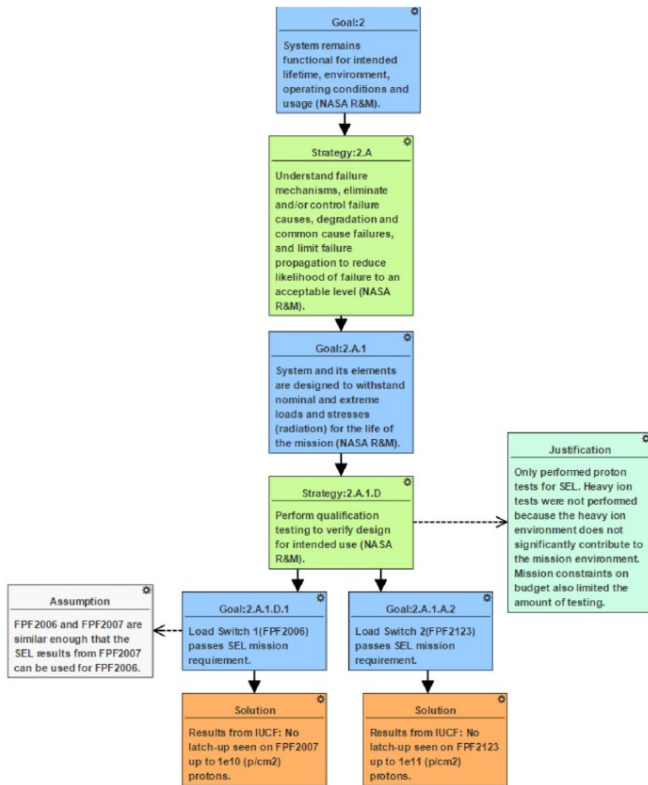 Goal:2
System remains
functional for intended
lifetime, environment,
operating conditions and
usage (NASA R&M).
Strategy:2.A
Understand failure
mechanisms, eliminate
and/or control failure
causes, degradation and
common cause failures,
and limit failure
propagation to reduce
likelihood of failure to an
acceptable level (NASA
R&M).
Goal:2.A.1
System and its elements
are designed to withstand
nominal and extreme
loads and stresses
(radiation) for the life of
the mission (NASA R&M).
Strategy:2.A.1.D
Perform qualification
testing to verify design
for intended use (NASA
R&M).
Justification
Only performed proton
tests for SEL. Heavy ion
tests were not performed
because the heavy ion
environment does not
significantly contribute to
the mission environment.
Mission constraints on
budget also limited the
amount of testing.
Assumption
FPF2006 and FPF2007 are
similar enough that the
SEL results from FPF2007
can be used for FPF2006.
Goal:2.A.1.D.1
Load Switch 1(FPF2006)
passes SEL mission
requirement.
Goal:2.A.1.A.2
Load Switch 2(FPF2123)
passes SEL mission
requirement.
Solution
Results from IUCF: No
latch-up seen on FPF2007
up to 1e10 (p/cm2)
protons.
Solution
Results from IUCF: No
latch-up seen on FPF2123
up to 1e11 (p/cm2)
protons.